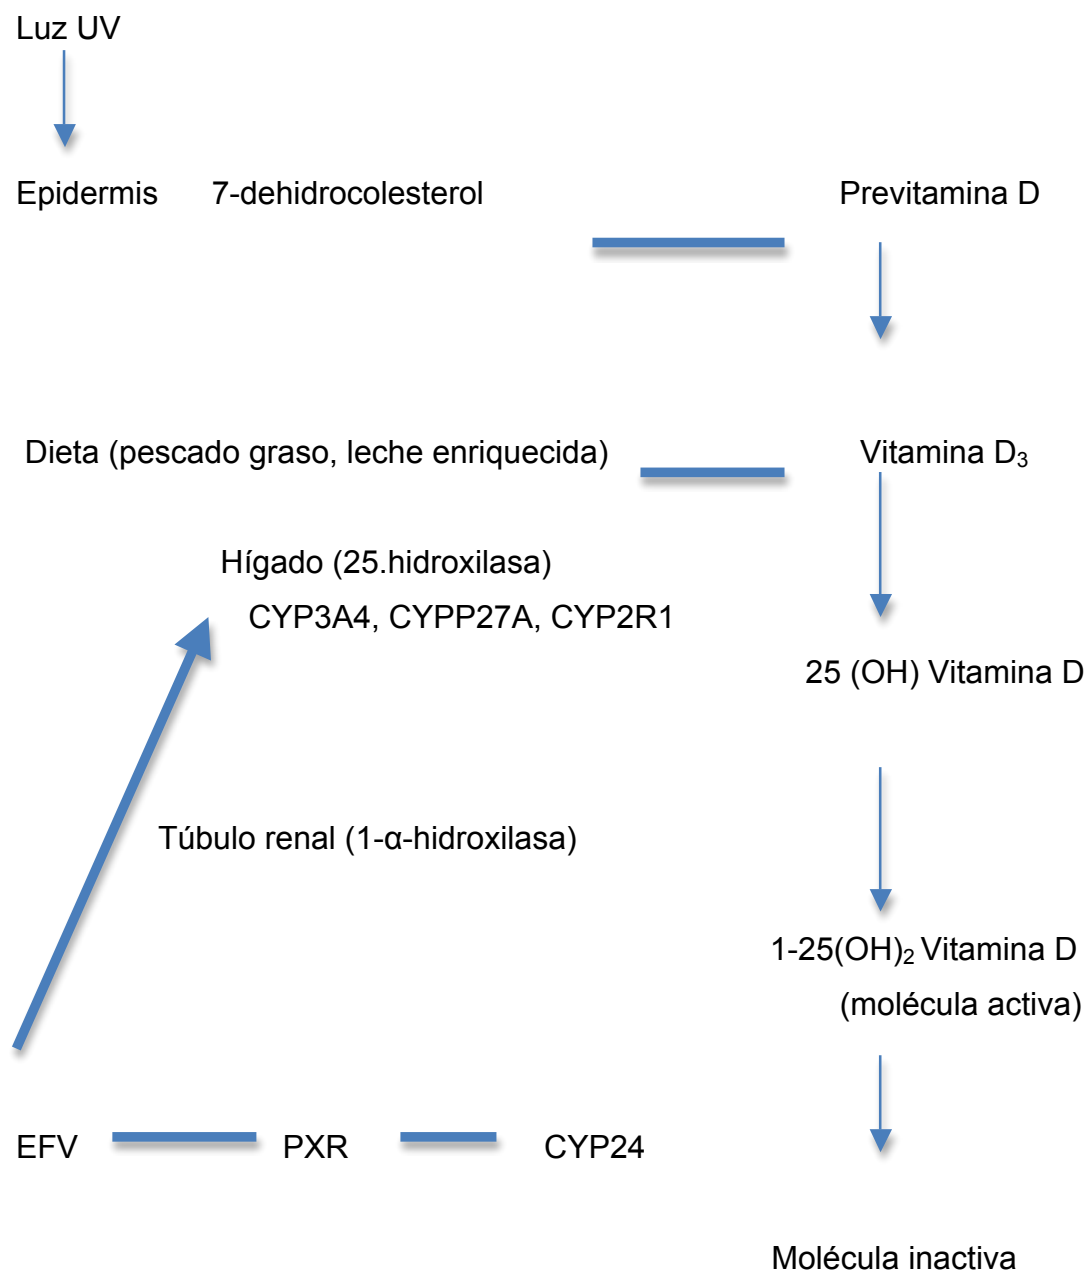 Luz UV
Epidermis 7-dehidrocolesterol Previtamina D
Dieta (pescado graso, leche enriquecida) Vitamina D₃
Hígado (25.hidroxilasa)
CYP3A4, CYPP27A, CYP2R1
25 (OH) Vitamina D
Túbulo renal (1-α-hidroxilasa)
1-25(OH)₂ Vitamina D
(molécula activa)
EFV PXR CYP24
Molécula inactiva